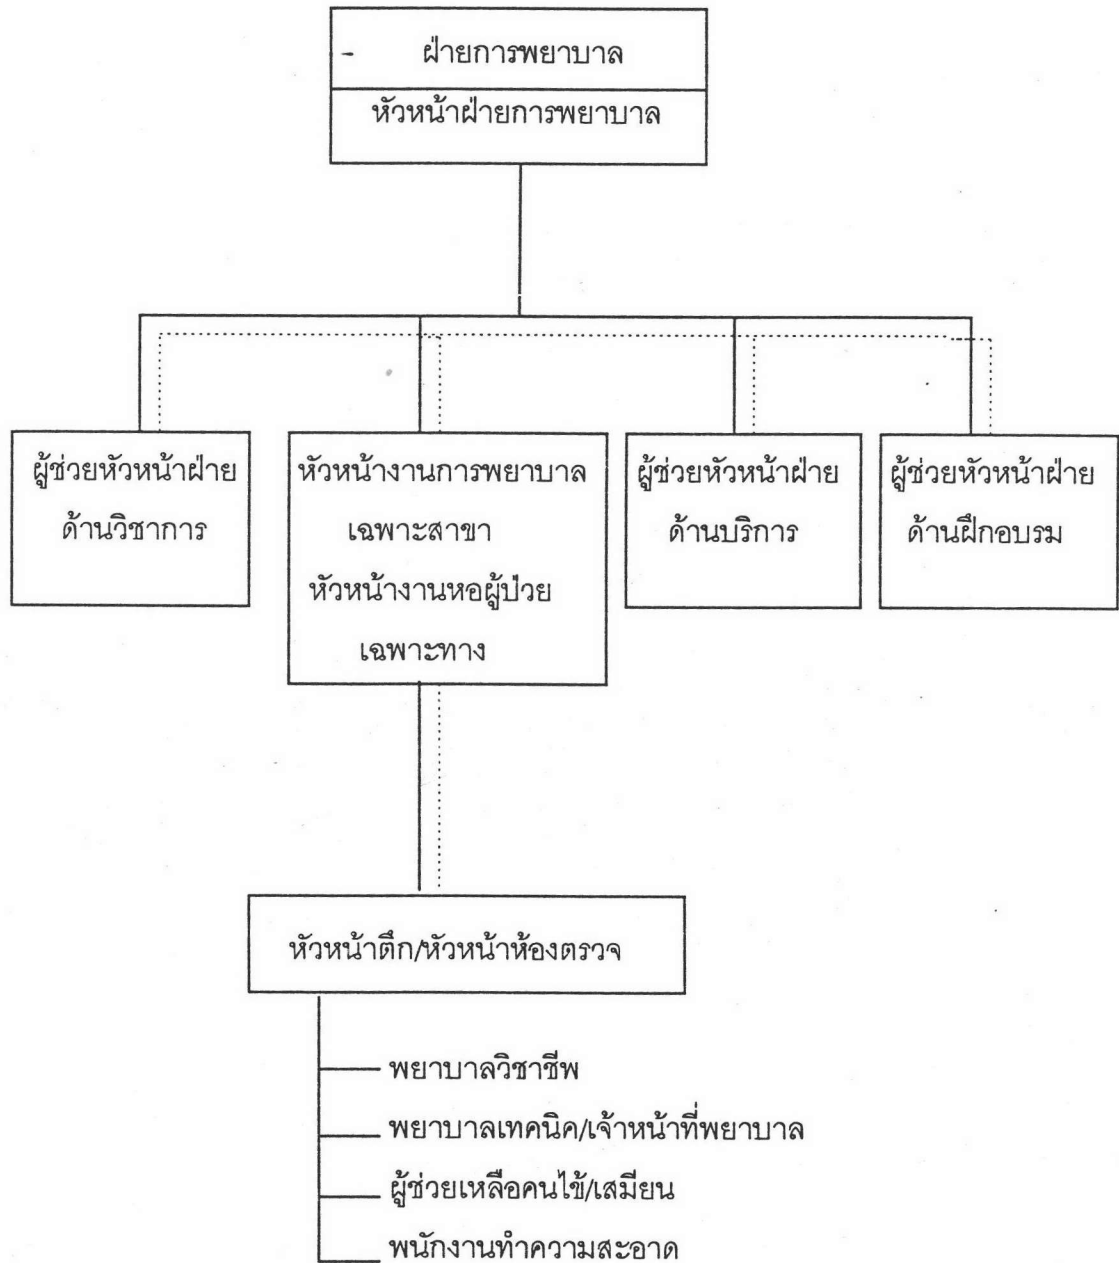 - ฝ่ายการพยาบาล
หัวหน้าฝ่ายการพยาบาล
ผู้ช่วยหัวหน้าฝ่าย
ด้านวิชาการ
หัวหน้างานการพยาบาล
เฉพาะสาขา
หัวหน้างานหอผู้ป่วย
เฉพาะทาง
ผู้ช่วยหัวหน้าฝ่าย
ด้านบริการ
ผู้ช่วยหัวหน้าฝ่าย
ด้านฝึกอบรม
หัวหน้าตึก/หัวหน้าห้องตรวจ
พยาบาลวิชาชีพ
พยาบาลเทคนิค/เจ้าหน้าที่พยาบาล
ผู้ช่วยเหลือคนไข้/เสมียน
พนักงานทำความสะอาด